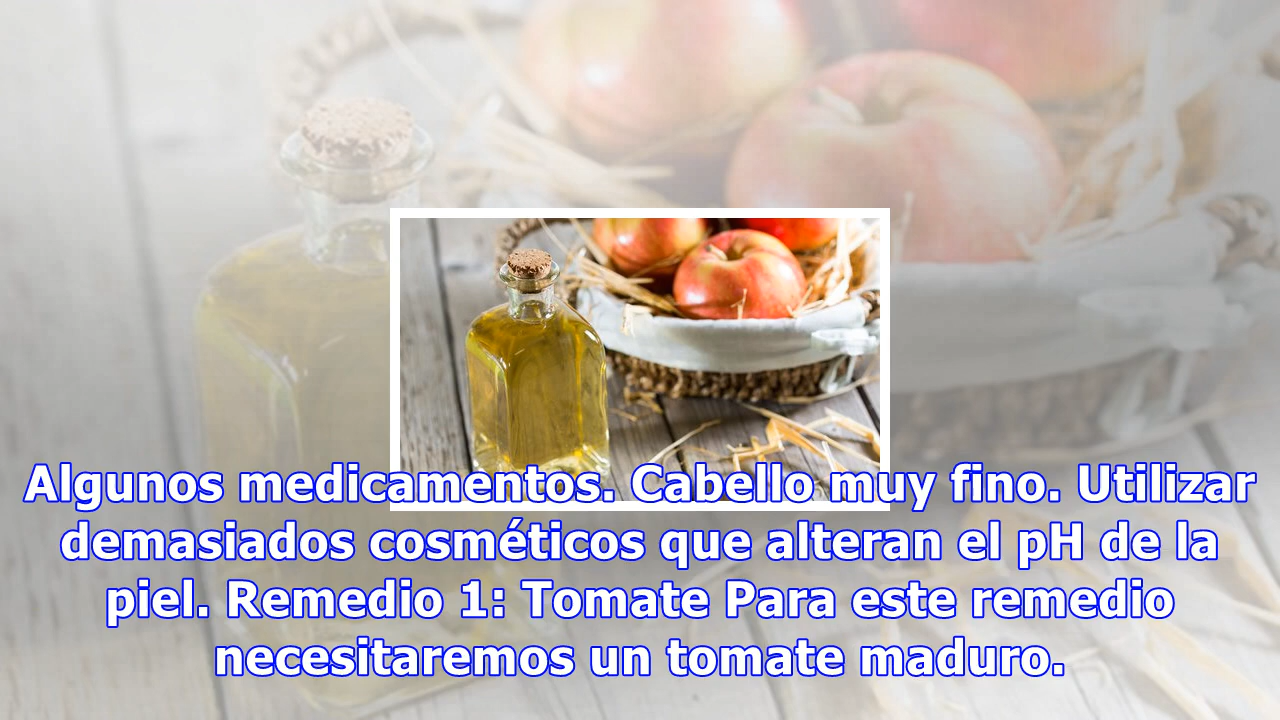 Algunos medicamentos. Cabello muy fino. Utilizar
demasiados cosméticos que alteran el pH de la
piel. Remedio 1: Tomate Para este remedio
necesitaremos un tomate maduro.